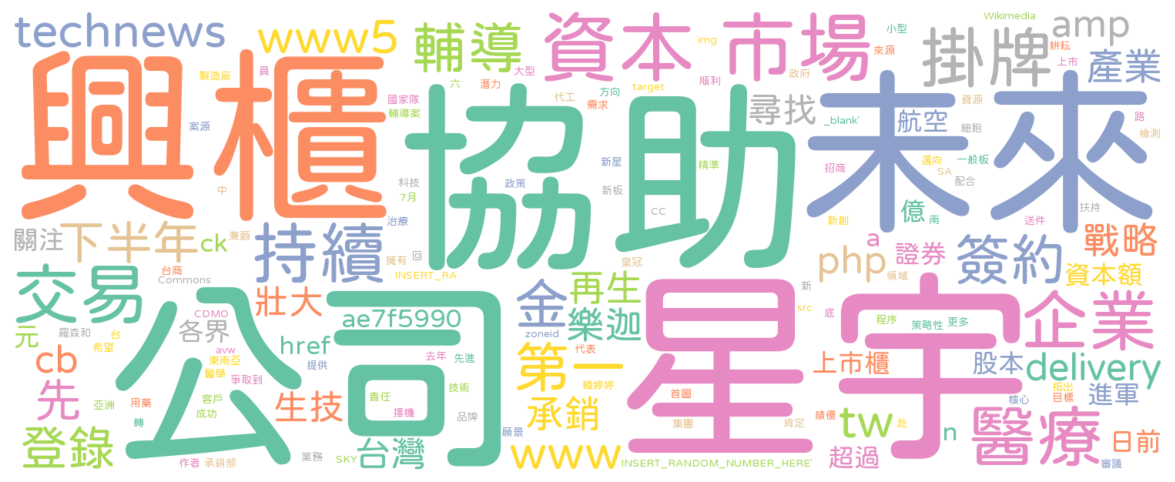 technews
www5
輔導
資本
市場
掛牌
amp
Wikimedia
小型
耕耘
上市
產業
來源
img
順利
政府
製造廠
員
國家隊
輔導案
六
潛力
大型
方向
需求
代工
target
尋找
_blank'
航空
資源
細胞
路
檢測
興櫃
協助
未來
案源
中
科技
7月
新星
新板
政策
精準
cc
招商
邁向
SA
一般板
配合
扶持
治療
兼顧
新創
億
南
送件
關注
下半年
ck
持續
回
擁有
皇冠
a
證券
簽約
戰略
台商
Commons
INSERT_RA
再生
新
php
領域
資本額
交易
壯大
金
樂迦
src
企業
元
羅森和
台
希望
CDMO
各界
ae7f5990
zoneid
底
程序
策略性
更多
avw
東南亞
醫學
href
提供
去年
先進
代表
第一
上市櫃
股本
delivery
cb
爭取到
公司
星宇
責任
技術
韓婷婷
首圖
指出
目標
進軍
先
亞洲
用藥
客戶
成功
生技
擇機
品牌
承銷
集團
績優
核心
轉
願景
肯定
tw
赴
n
醫療
日前
登錄
作者
承銷部
業務
SKY
台灣
www
INSERT_RANDOM_NUMBER_HERE'
超過
審議